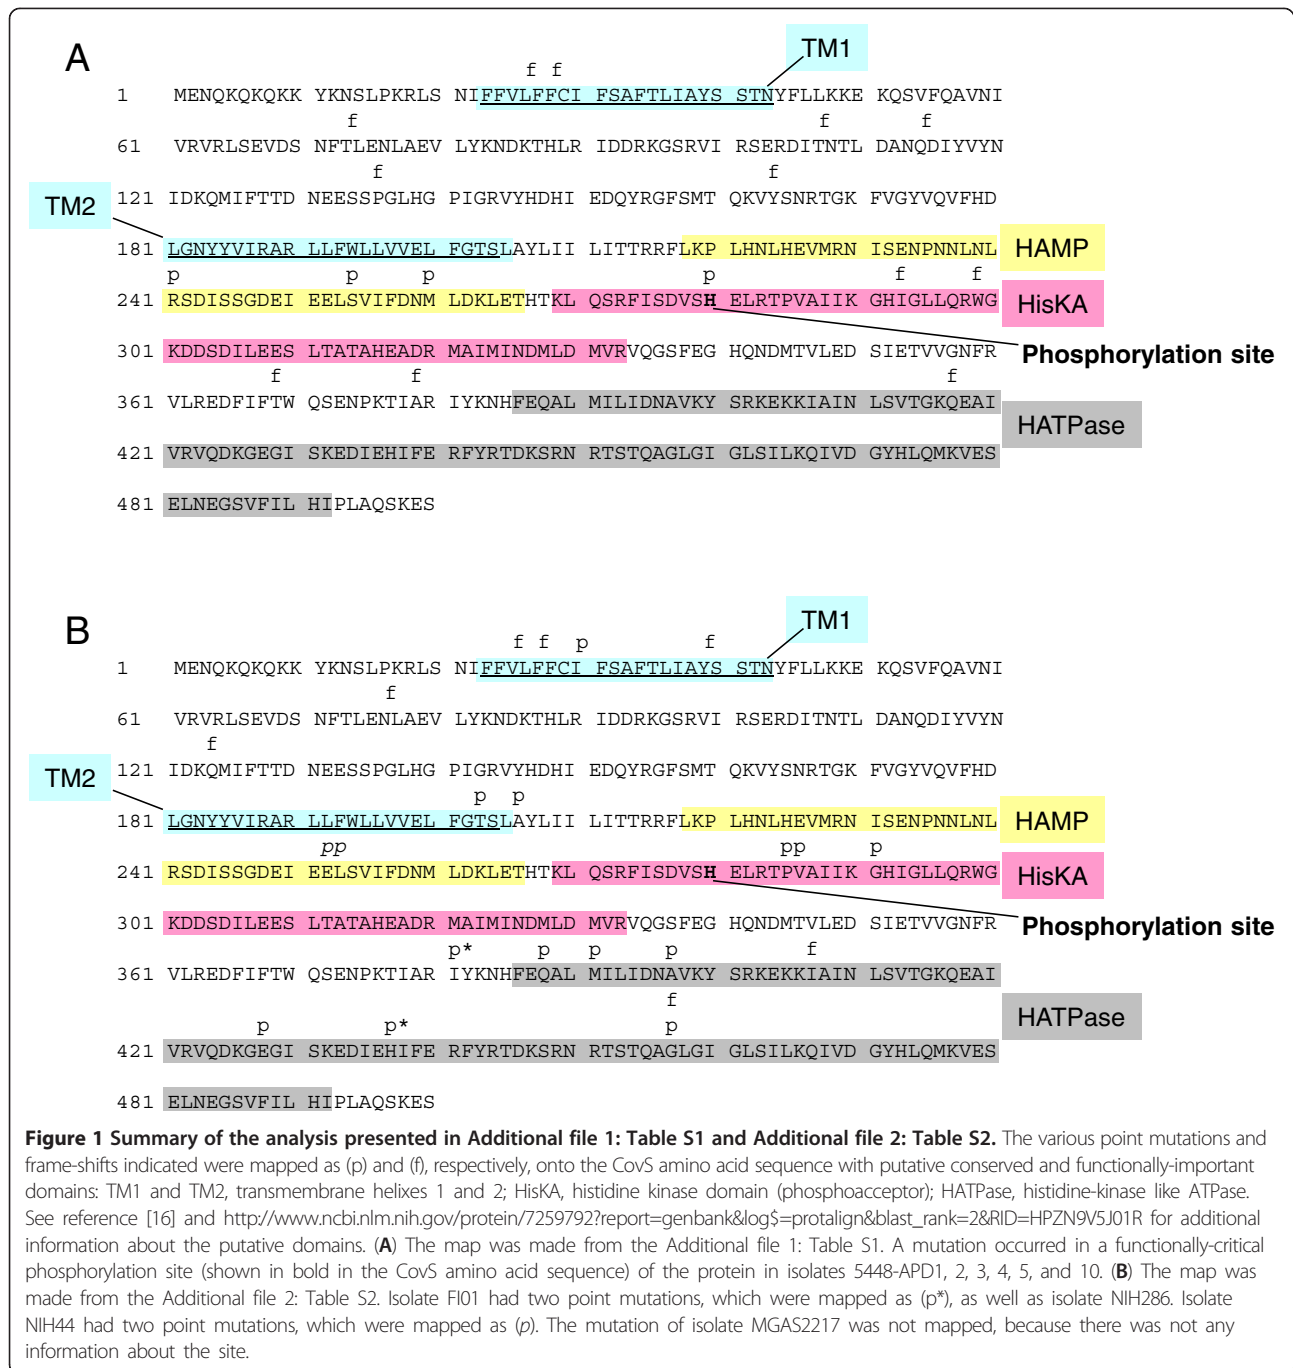 A
TM1
f f
1 MENQKQKQKK YKNSLPKRLS NIFFVLFFCI FSAFTLIAYS STNYFLLKKE KQSVFQAVNI
f f f
61 VRVRLSEVDS NFTLENLAEV LYKNDKTHLR IDDRKGSRVI RSERDITNTL DANQDIYVYN
f f
121 IDKQMIFTTD NEESSPGLHG PIGRVYHDHI EDQYRGFSMT QKVYSNRTGK FVGYVQVFHD
TM2
181 LGNYYVIRAR LLFWLLVVEL FGTSLAYLII LITTRRFLKP LHNLHEVMRN ISENPNNLNL HAMP
p p p p f f
241 RSDISSGDEI EELSVIFDNM LDKLETHTKL QSRFISDVSH ELRTPVAIIK GHIGLLQRWG HisKA
301 KDDSDILEES LTATAHEADR MAIMINDMLD MVRVQGSFEG HQNDMTVLED SIETVVGNFR Phosphorylation site
f f f
361 VLREDFIFTW QSENPKTIAR IYKNHFEQAL MILIDNAVKY SRKEKKIAIN LSVTGKQEAI
HATPase
421 VRVQDKGEGI SKEDIEHIFE RFYRTDKSRN RTSTQAGLGI GLSILKQIVD GYHLQMKVES
481 ELNEGSVFIL HIPLAQSKES
B
TM1
f f p f
1 MENQKQKQKK YKNSLPKRLS NIFFVLFFCI FSAFTLIAYS STNYFLLKKE KQSVFQAVNI
f
61 VRVRLSEVDS NFTLENLAEV LYKNDKTHLR IDDRKGSRVI RSERDITNTL DANQDIYVYN
f
121 IDKQMIFTTD NEESSPGLHG PIGRVYHDHI EDQYRGFSMT QKVYSNRTGK FVGYVQVFHD
TM2
p p
181 LGNYYVIRAR LLFWLLVVEL FGTSLAYLII LITTRRFLKP LHNLHEVMRN ISENPNNLNL HAMP
pp pp p
241 RSDISSGDEI EELSVIFDNM LDKLETHTKL QSRFISDVSH ELRTPVAIIK GHIGLLQRWG HisKA
301 KDDSDILEES LTATAHEADR MAIMINDMLD MVRVQGSFEG HQNDMTVLED SIETVVGNFR Phosphorylation site
p* p p p f
361 VLREDFIFTW QSENPKTIAR IYKNHFEQAL MILIDNAVKY SRKEKKIAIN LSVTGKQEAI
f
HATPase
p p* p
421 VRVQDKGEGI SKEDIEHIFE RFYRTDKSRN RTSTQAGLGI GLSILKQIVD GYHLQMKVES
481 ELNEGSVFIL HIPLAQSKES
Figure 1 Summary of the analysis presented in Additional file 1: Table S1 and Additional file 2: Table S2. The various point mutations and
frame-shifts indicated were mapped as (p) and (f), respectively, onto the CovS amino acid sequence with putative conserved and functionally-important
domains: TM1 and TM2, transmembrane helixes 1 and 2; HisKA, histidine kinase domain (phosphoacceptor); HATPase, histidine-kinase like ATPase.
See reference [16] and http://www.ncbi.nlm.nih.gov/protein/7259792?report=genbank&log$=protalign&blast_rank=2&RID=HPZN9V5J01R for additional
information about the putative domains. (A) The map was made from the Additional file 1: Table S1. A mutation occurred in a functionally-critical
phosphorylation site (shown in bold in the CovS amino acid sequence) of the protein in isolates 5448-APD1, 2, 3, 4, 5, and 10. (B) The map was
made from the Additional file 2: Table S2. Isolate FI01 had two point mutations, which were mapped as (p*), as well as isolate NIH286. Isolate
NIH44 had two point mutations, which were mapped as (p). The mutation of isolate MGAS2217 was not mapped, because there was not any
information about the site.